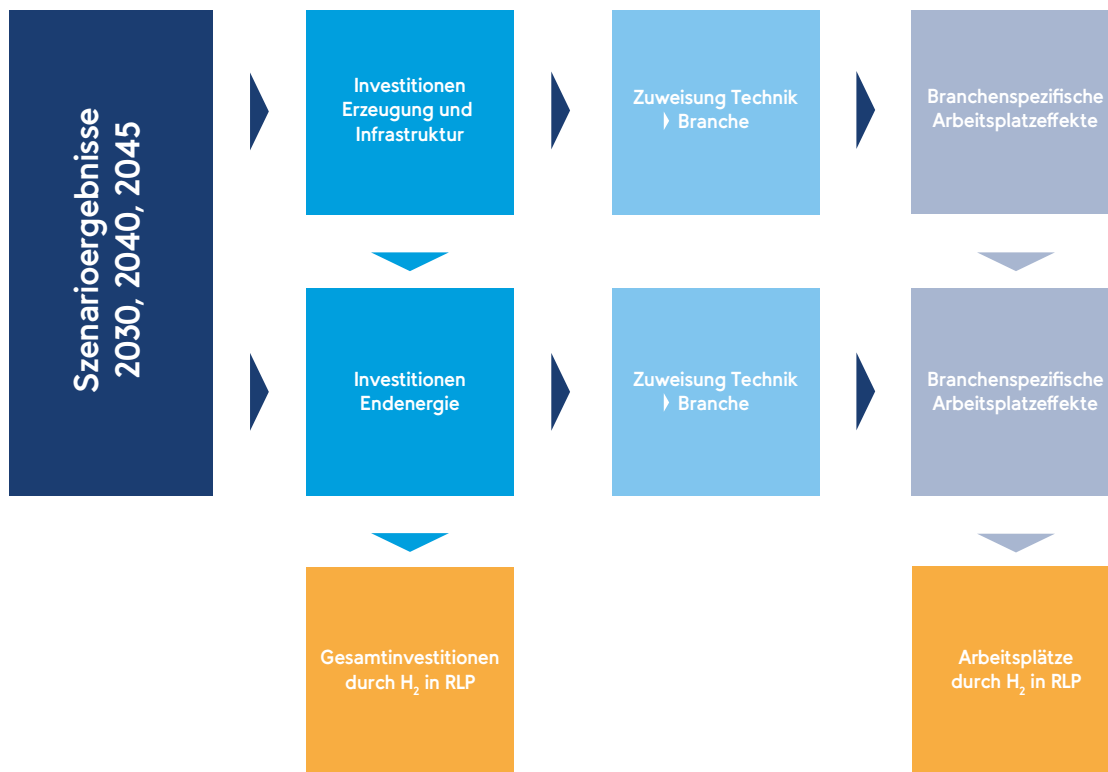 Szenarioergebnisse
2030, 2040, 2045
Investitionen
Erzeugung und
Infrastruktur
Zuweisung Technik
Branche
Branchenspezifische
Arbeitsplatzeffekte
Investitionen
Endenergie
Zuweisung Technik
Branche
Branchenspezifische
Arbeitsplatzeffekte
Gesamtinvestitionen
durch H₂ in RLP
Arbeitsplätze
durch H₂ in RLP